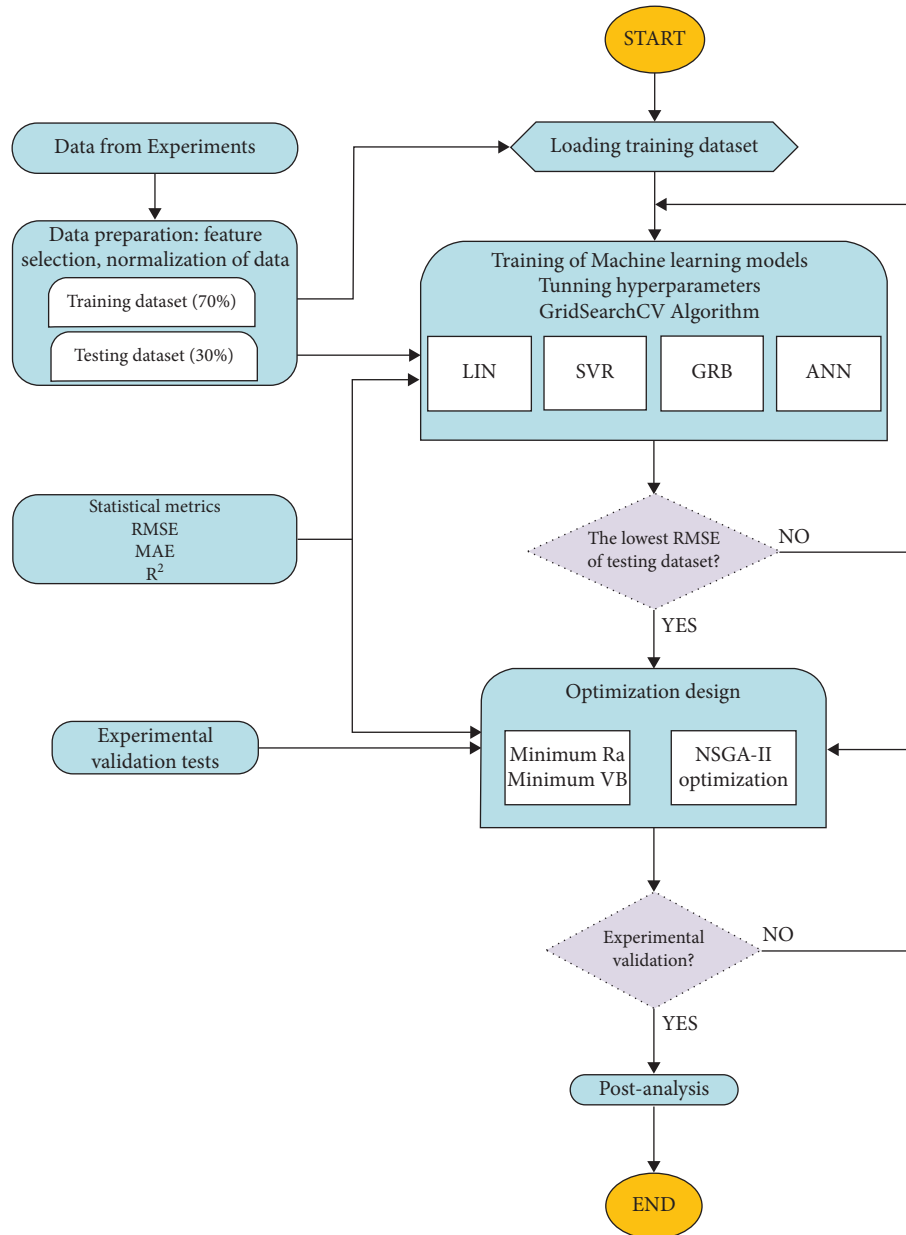 START
Data from Experiments
Loading training dataset
Data preparation: feature
selection, normalization of data
Training dataset (70%)
Testing dataset (30%)
Training of Machine learning models
Tunning hyperparameters
GridSearchCV Algorithm
LIN
SVR
GRB
ANN
Statistical metrics
RMSE
MAE
R²
The lowest RMSE
of testing dataset?
NO
YES
Optimization design
Experimental
validation tests
Minimum Ra
Minimum VB
NSGA-II
optimization
Experimental
validation?
NO
YES
Post-analysis
END